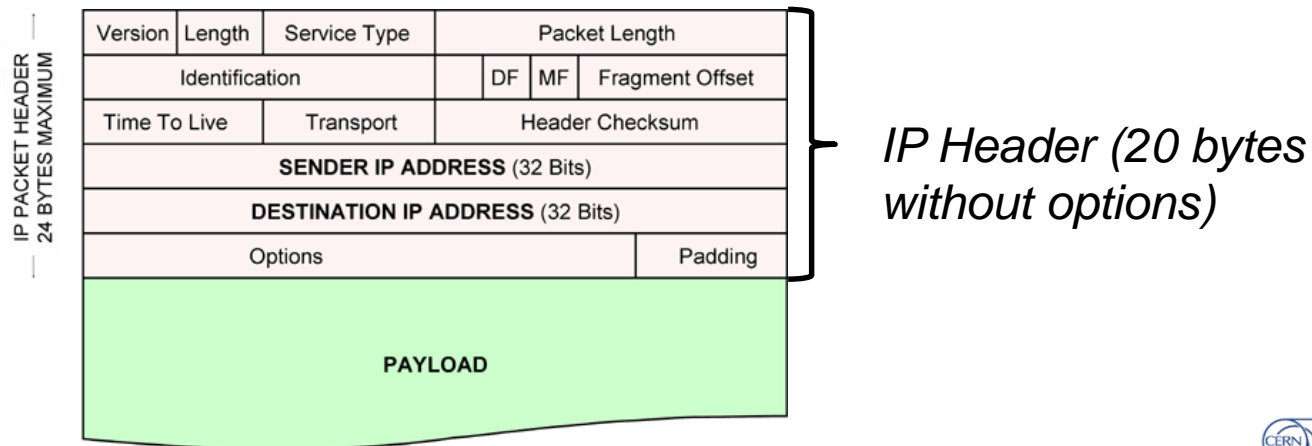 IP PACKET HEADER
24 BYTES MAXIMUM
Version Length Service Type Packet Length
Identification DF MF Fragment Offset
Time To Live Transport Header Checksum
SENDER IP ADDRESS (32 Bits)
DESTINATION IP ADDRESS (32 Bits)
Options Padding
PAYLOAD
IP Header (20 bytes
without options)
CERN